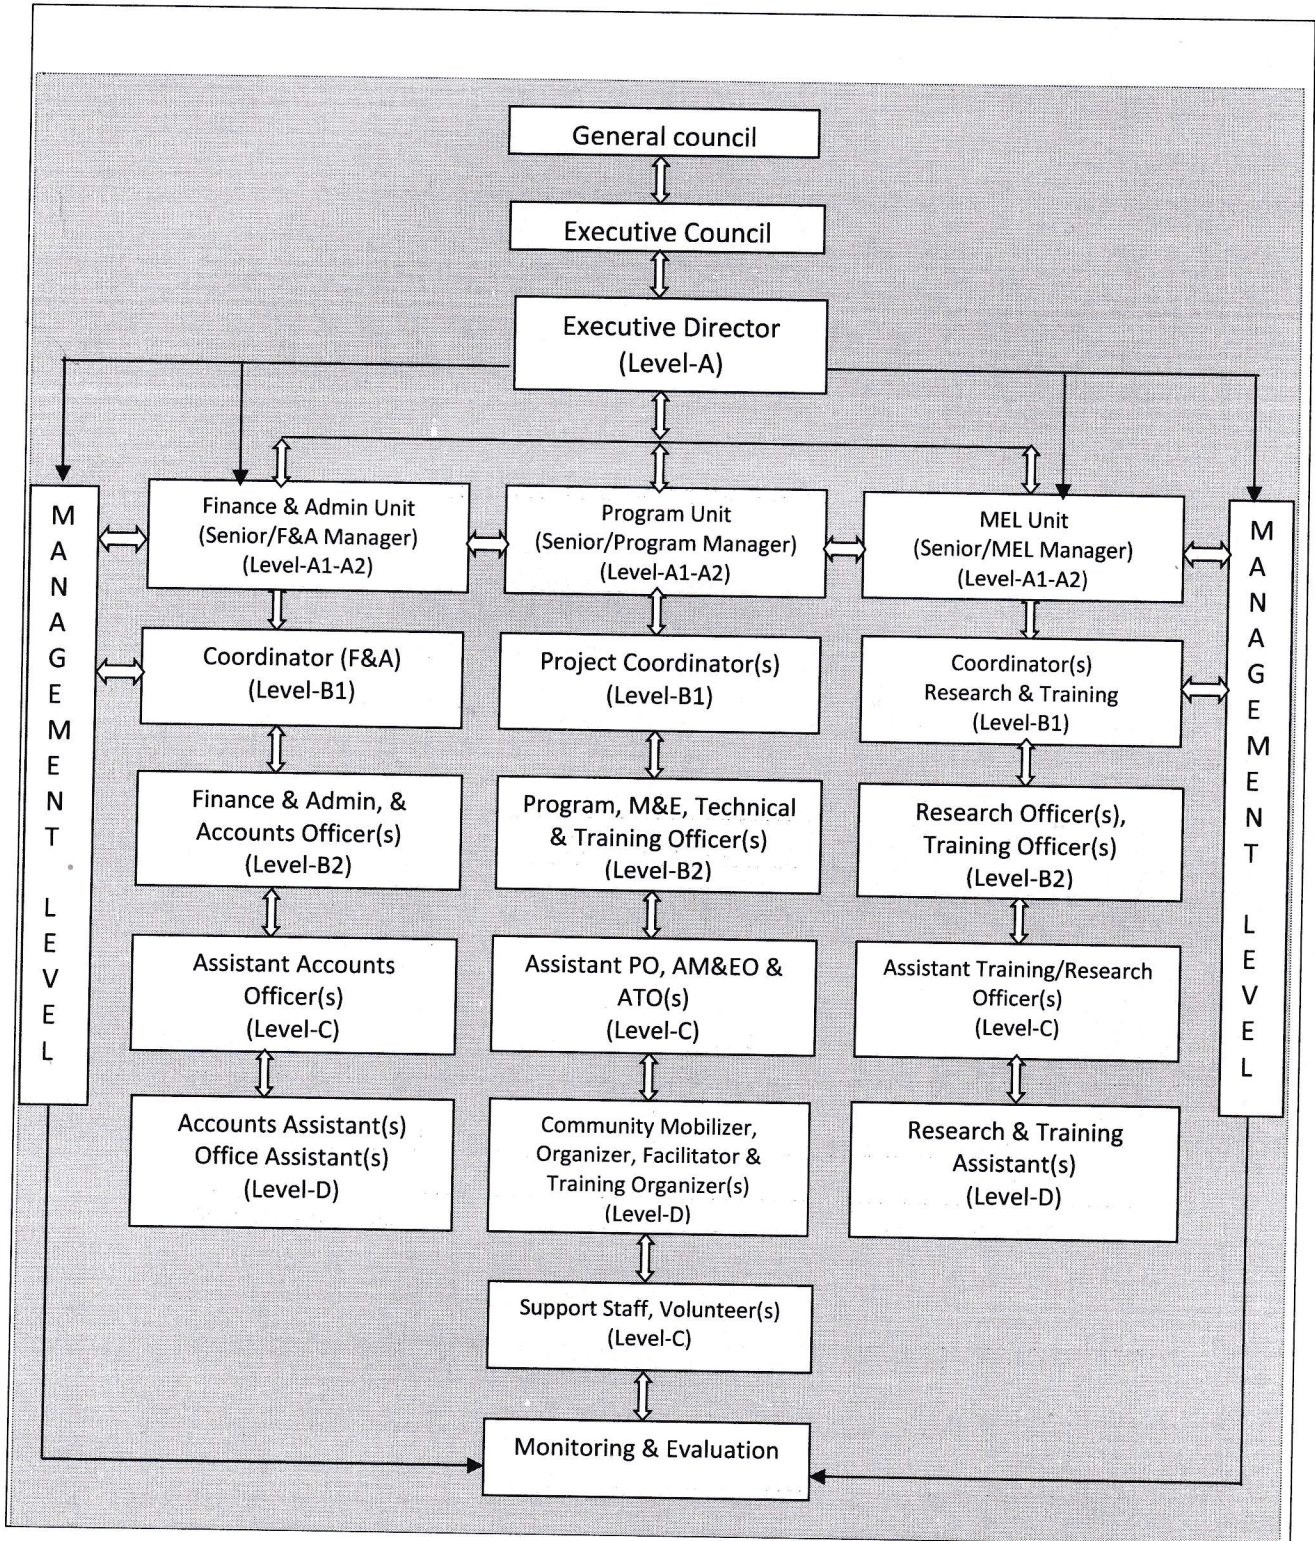 General council
Executive Council
Executive Director
(Level-A)
MANAGEMENT LEVEL
Finance & Admin Unit
(Senior/F&A Manager)
(Level-A1-A2)
Program Unit
(Senior/Program Manager)
(Level-A1-A2)
MEL Unit
(Senior/MEL Manager)
(Level-A1-A2)
MANAGEMENT LEVEL
Coordinator (F&A)
(Level-B1)
Project Coordinator(s)
(Level-B1)
Coordinator(s)
Research & Training
(Level-B1)
Finance & Admin, &
Accounts Officer(s)
(Level-B2)
Program, M&E, Technical
& Training Officer(s)
(Level-B2)
Research Officer(s),
Training Officer(s)
(Level-B2)
Assistant Accounts
Officer(s)
(Level-C)
Assistant PO, AM&EO &
ATO(s)
(Level-C)
Assistant Training/Research
Officer(s)
(Level-C)
Accounts Assistant(s)
Office Assistant(s)
(Level-D)
Community Mobilizer,
Organizer, Facilitator &
Training Organizer(s)
(Level-D)
Research & Training
Assistant(s)
(Level-D)
Support Staff, Volunteer(s)
(Level-C)
Monitoring & Evaluation